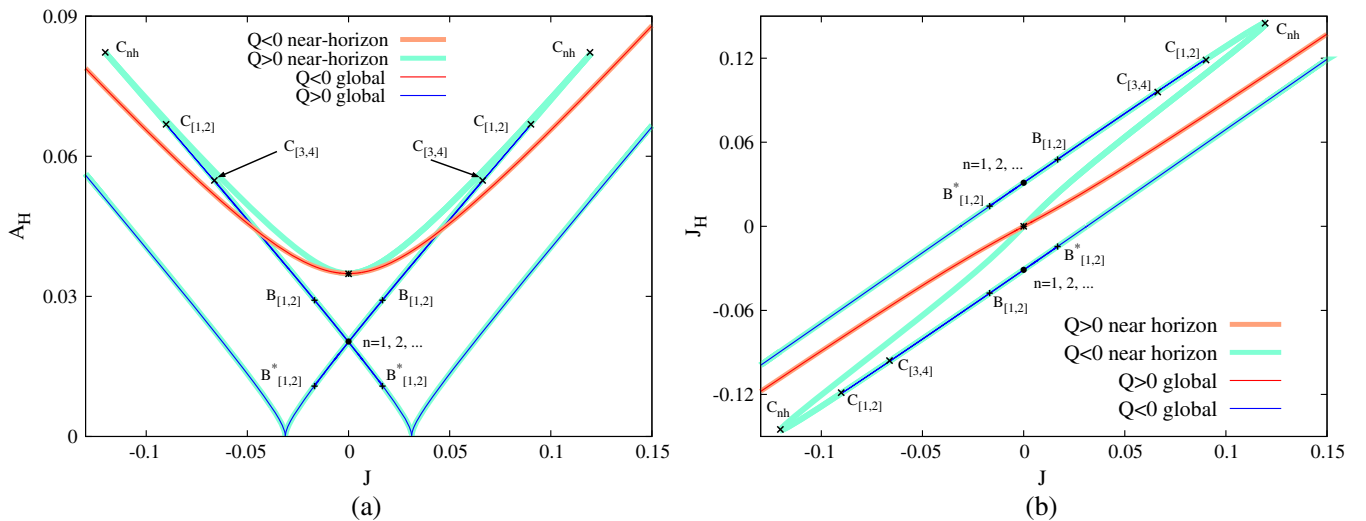 0.09
0.06
0.03
0
A_H
Q<0 near-horizon
Q>0 near-horizon
Q<0 global
Q>0 global
C_nh
C_nh
C_[1,2]
C_[1,2]
C_[3,4]
C_[3,4]
B_[1,2]
B_[1,2]
n=1, 2, ...
B^*_[1,2]
B^*_[1,2]
-0.1
-0.05
0
0.05
0.1
0.15
J
(a)
0.12
0.06
0
-0.06
-0.12
J_H
C_nh
C_[1,2]
C_[3,4]
B_[1,2]
n=1, 2, ...
B^*_[1,2]
B^*_[1,2]
n=1, 2, ...
B_[1,2]
C_[3,4]
C_[1,2]
C_nh
Q>0 near horizon
Q<0 near horizon
Q>0 global
Q<0 global
-0.1
-0.05
0
0.05
0.1
0.15
J
(b)